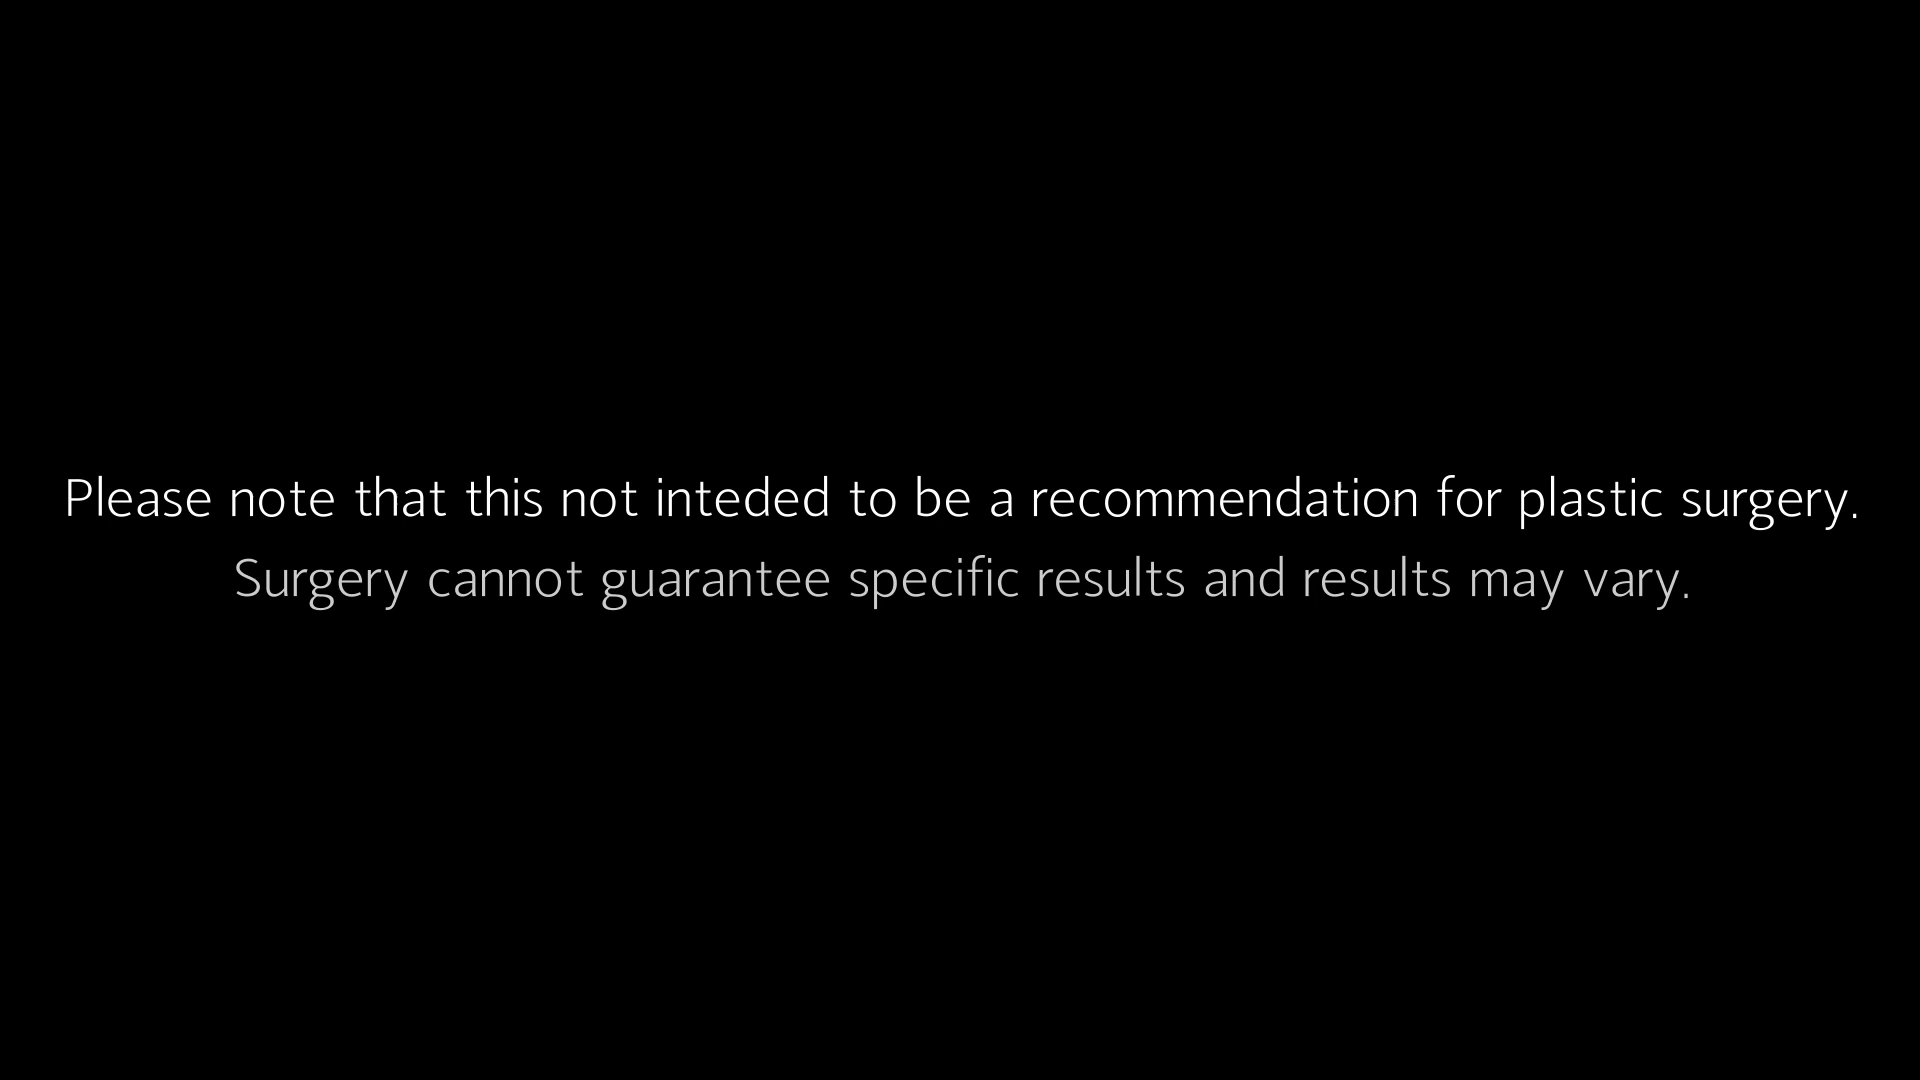 Please note that this not inteded to be a recommendation for plastic surgery.
Surgery cannot guarantee specific results and results may vary.